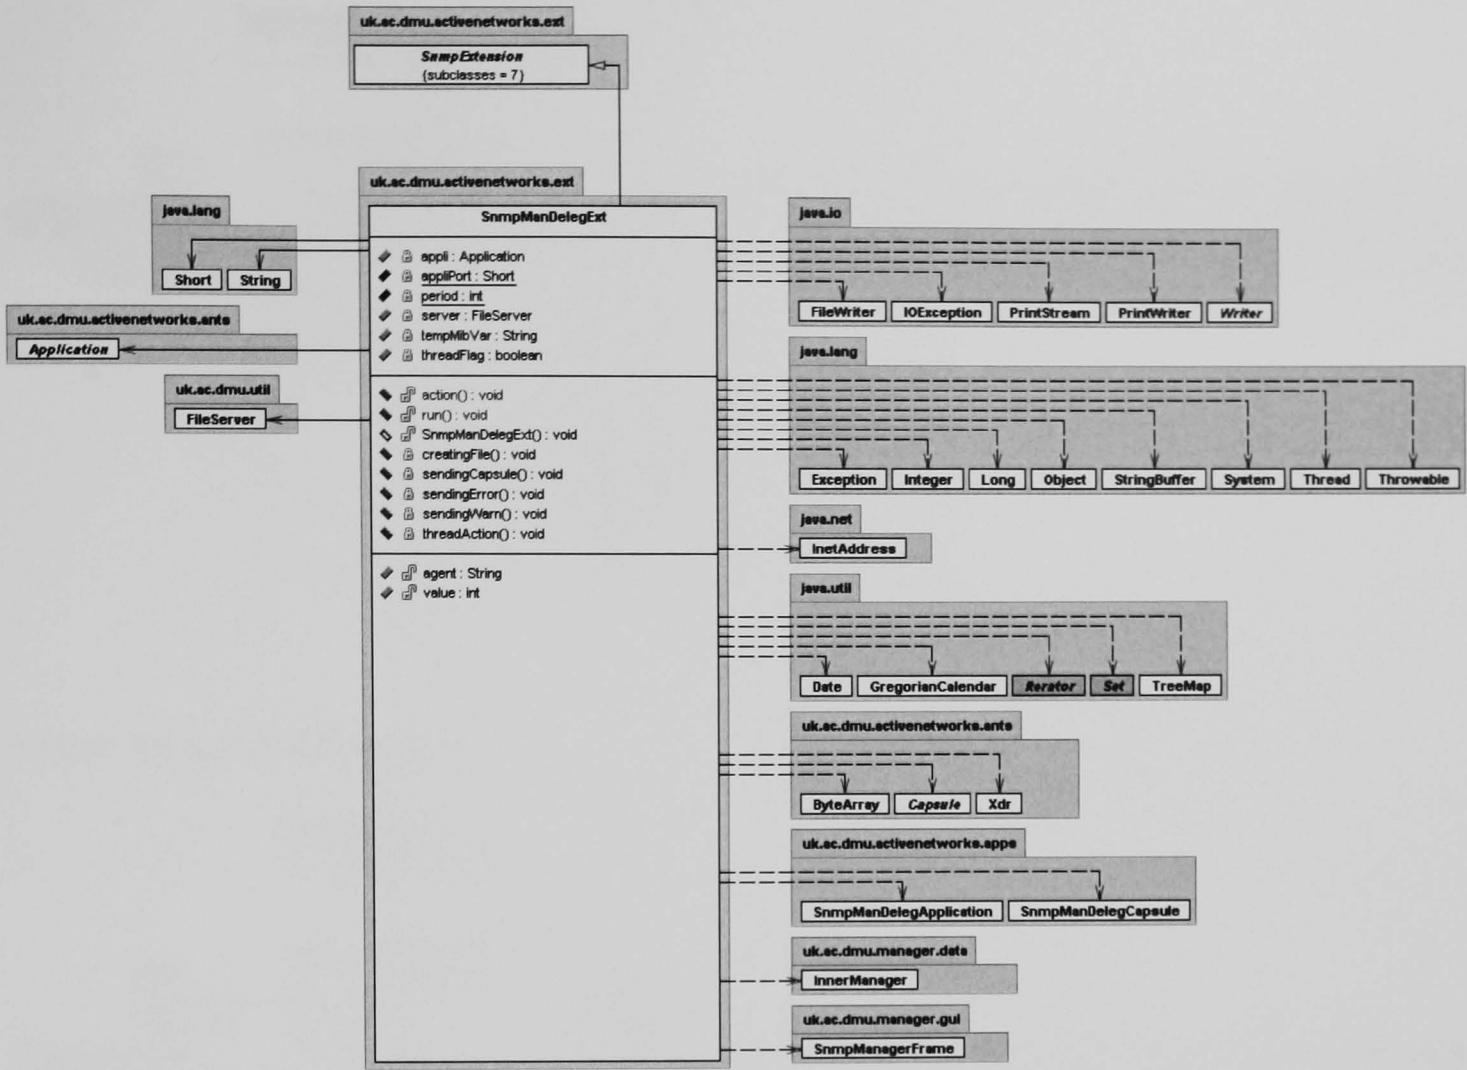 uk.ac.dmu.activenetworks.ext
SnmpExtension
{subclasses = 7}
uk.ac.dmu.activenetworks.ext
SnmpManDelegExt
appli : Application
appliPort : Short
period : int
server : FileServer
tempMibVar : String
threadFlag : boolean
action() : void
run() : void
SnmpManDelegExt() : void
creatingFile() : void
sendingCapsule() : void
sendingError() : void
sendingWarn() : void
threadAction() : void
agent : String
value : int
java.lang
Short String
uk.ac.dmu.activenetworks.ants
Application
uk.ac.dmu.util
FileServer
java.io
FileWriter IOException PrintStream PrintWriter Writer
java.lang
Exception Integer Long Object StringBuffer System Thread Throwable
java.net
InetAddress
java.util
Date GregorianCalendar Iterator Set TreeMap
uk.ac.dmu.activenetworks.ants
ByteArray Capsule Xdr
uk.ac.dmu.activenetworks.apps
SnmpManDelegApplication SnmpManDelegCapsule
uk.ac.dmu.manager.data
InnerManager
uk.ac.dmu.manager.gui
SnmpManagerFrame